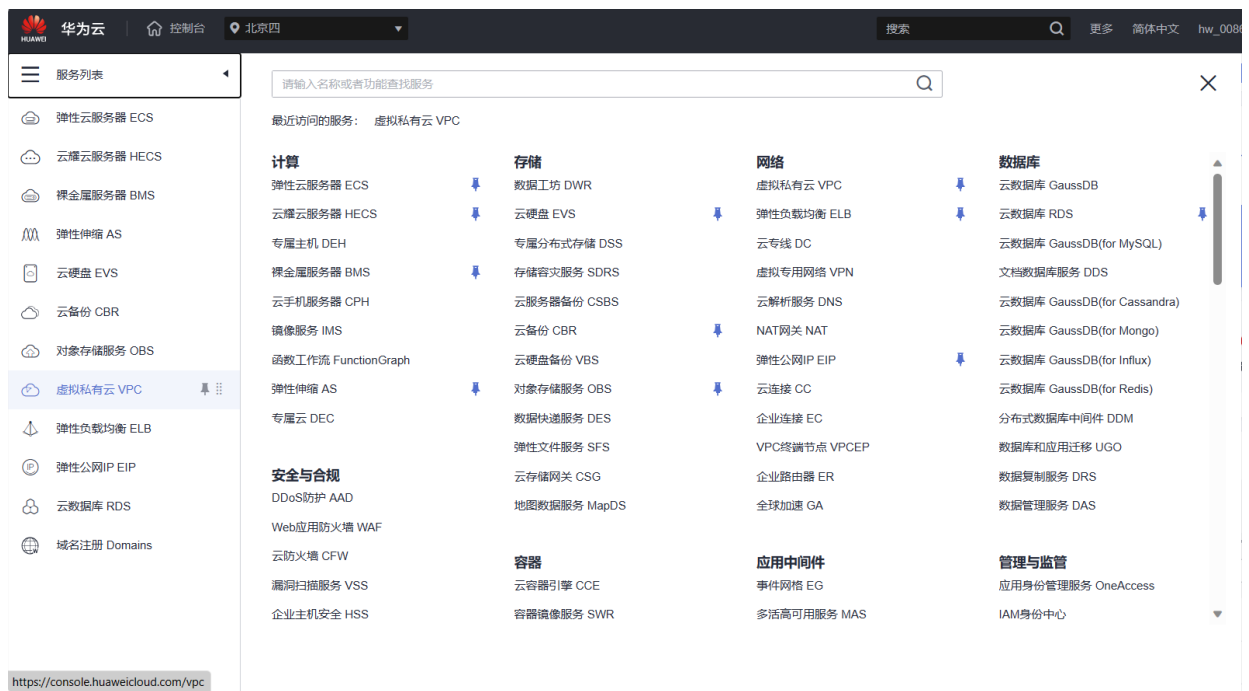 HUAWEI
华为云
控制台
北京四
搜索
更多
简体中文
hw_0086
服务列表
弹性云服务器 ECS
云耀云服务器 HECS
裸金属服务器 BMS
弹性伸缩 AS
云硬盘 EVS
云备份 CBR
对象存储服务 OBS
虚拟私有云 VPC
弹性负载均衡 ELB
IP
弹性公网IP EIP
云数据库 RDS
域名注册 Domains
请输入名称或者功能查找服务
最近访问的服务： 虚拟私有云 VPC
计算
弹性云服务器 ECS
云耀云服务器 HECS
专属主机 DEH
裸金属服务器 BMS
云手机服务器 CPH
镜像服务 IMS
函数工作流 FunctionGraph
弹性伸缩 AS
专属云 DEC
安全与合规
DDoS防护 AAD
Web应用防火墙 WAF
云防火墙 CFW
漏洞扫描服务 VSS
企业主机安全 HSS
存储
数据工坊 DWR
云硬盘 EVS
专属分布式存储 DSS
存储容灾服务 SDRS
云服务器备份 CSBS
云备份 CBR
云硬盘备份 VBS
对象存储服务 OBS
数据快递服务 DES
弹性文件服务 SFS
云存储网关 CSG
地图数据服务 MapDS
容器
云容器引擎 CCE
容器镜像服务 SWR
网络
虚拟私有云 VPC
弹性负载均衡 ELB
云专线 DC
虚拟专用网络 VPN
云解析服务 DNS
NAT网关 NAT
弹性公网IP EIP
云连接 CC
企业连接 EC
VPC终端节点 VPCEP
企业路由器 ER
全球加速 GA
应用中间件
事件网格 EG
多活高可用服务 MAS
数据库
云数据库 GaussDB
云数据库 RDS
云数据库 GaussDB(for MySQL)
文档数据库服务 DDS
云数据库 GaussDB(for Cassandra)
云数据库 GaussDB(for Mongo)
云数据库 GaussDB(for Influx)
云数据库 GaussDB(for Redis)
分布式数据库中间件 DDM
数据库和应用迁移 UGO
数据复制服务 DRS
数据管理服务 DAS
管理与监管
应用身份管理服务 OneAccess
IAM身份中心
https://console.huaweicloud.com/vpc